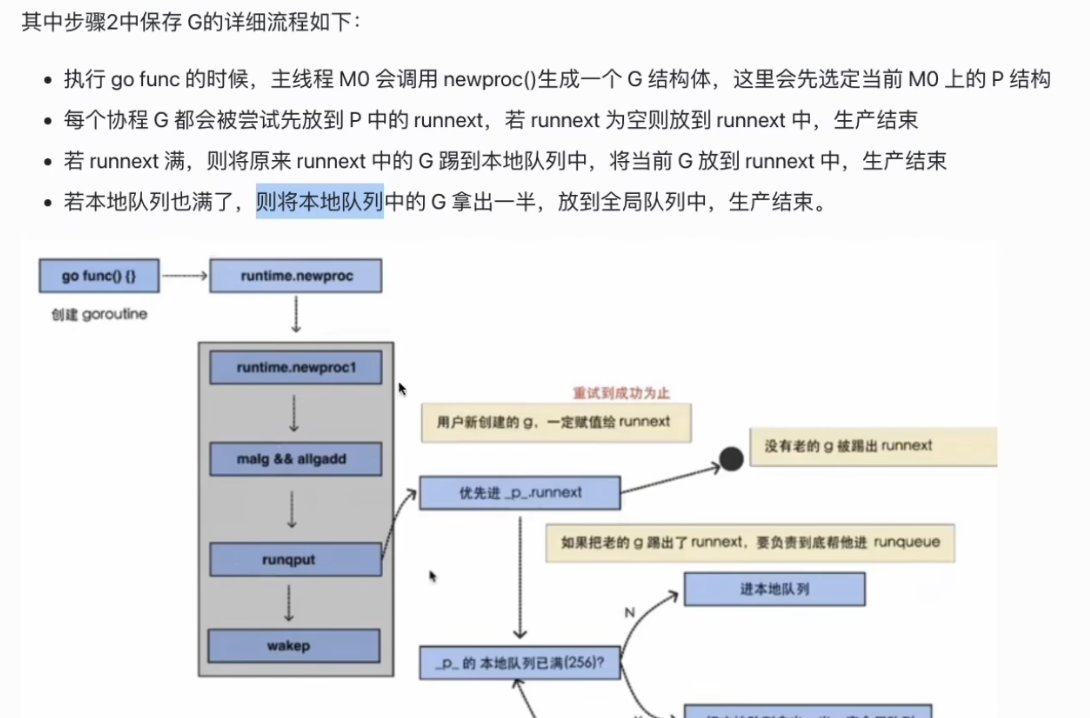 其中步骤2中保存 G的详细流程如下：
执行 go func 的时候，主线程 M0 会调用 newproc()生成一个 G 结构体，这里会先选定当前 M0 上的 P 结构
每个协程 G 都会被尝试先放到 P 中的 runnext，若 runnext 为空则放到 runnext 中，生产结束
若 runnext 满，则将原来 runnext 中的 G 踢到本地队列中，将当前 G 放到 runnext 中，生产结束
若本地队列也满了，则将本地队列中的 G 拿出一半，放到全局队列中，生产结束。
go func() {}
runtime.newproc
创建 goroutine
runtime.newproc1
重试到成功为止
用户新创建的 g，一定赋值给 runnext
没有老的 g 被踢出 runnext
malg && allgadd
优先进 _p_.runnext
如果把老的 g 踢出了 runnext，要负责到底帮他进 runqueue
runqput
进本地队列
N
wakep
_p_ 的 本地队列已满(256)?